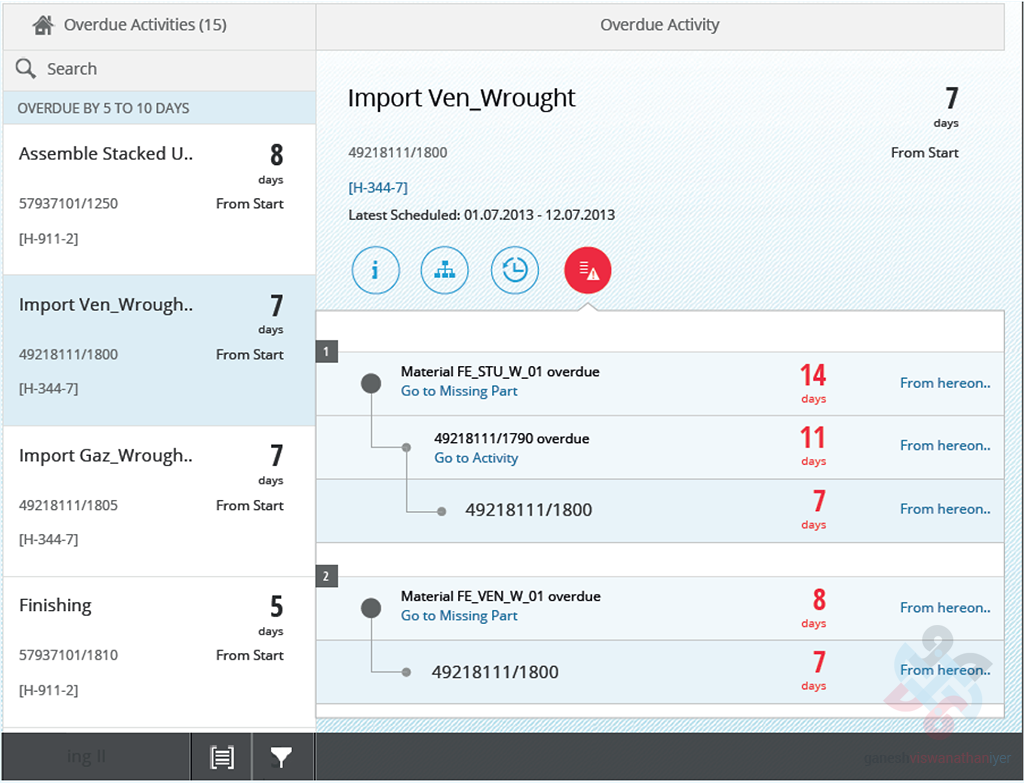 Overdue Activities (15)
Overdue Activity
Search
OVERDUE BY 5 TO 10 DAYS
Assemble Stacked U..
8
days
57937101/1250
From Start
[H-911-2]
Import Ven_Wrough..
7
days
49218111/1800
From Start
[H-344-7]
Import Gaz_Wrough..
7
days
49218111/1805
From Start
[H-344-7]
Finishing
5
days
57937101/1810
From Start
[H-911-2]
ing II
Import Ven_Wrought
7
days
49218111/1800
From Start
[H-344-7]
Latest Scheduled: 01.07.2013 - 12.07.2013
i
1
Material FE_STU_W_01 overdue
Go to Missing Part
14
days
From hereon..
49218111/1790 overdue
Go to Activity
11
days
From hereon..
49218111/1800
7
days
From hereon..
2
Material FE_VEN_W_01 overdue
Go to Missing Part
8
days
From hereon..
49218111/1800
7
days
From hereon..
ganeshviswanathaniyer